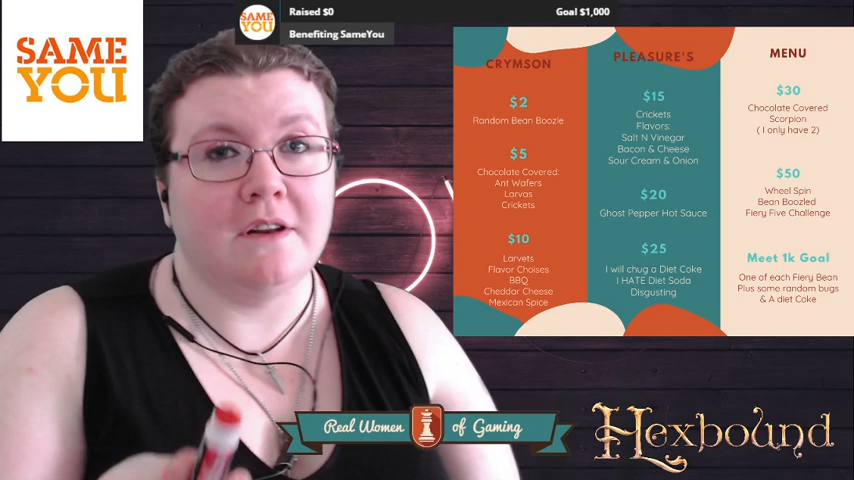 SAME
YOU
SAME
YOU
Raised $0
Goal $1,000
Benefiting SameYou
CRYMSON
$2
Random Bean Boozle
$5
Chocolate Covered:
Ant Wafers
Larvas
Crickets
$10
Larvets
Flavor Choises
BBQ
Cheddar Cheese
Mexican Spice
PLEASURE'S
$15
Crickets
Flavors:
Salt N Vinegar
Bacon & Cheese
Sour Cream & Onion
$20
Ghost Pepper Hot Sauce
$25
I will chug a Diet Coke
I HATE Diet Soda
Disgusting
MENU
$30
Chocolate Covered
Scorpion
( I only have 2)
$50
Wheel Spin
Bean Boozled
Fiery Five Challenge
Meet 1k Goal
One of each Fiery Bean
Plus some random bugs
& A diet Coke
Real Women of Gaming
Hexbound